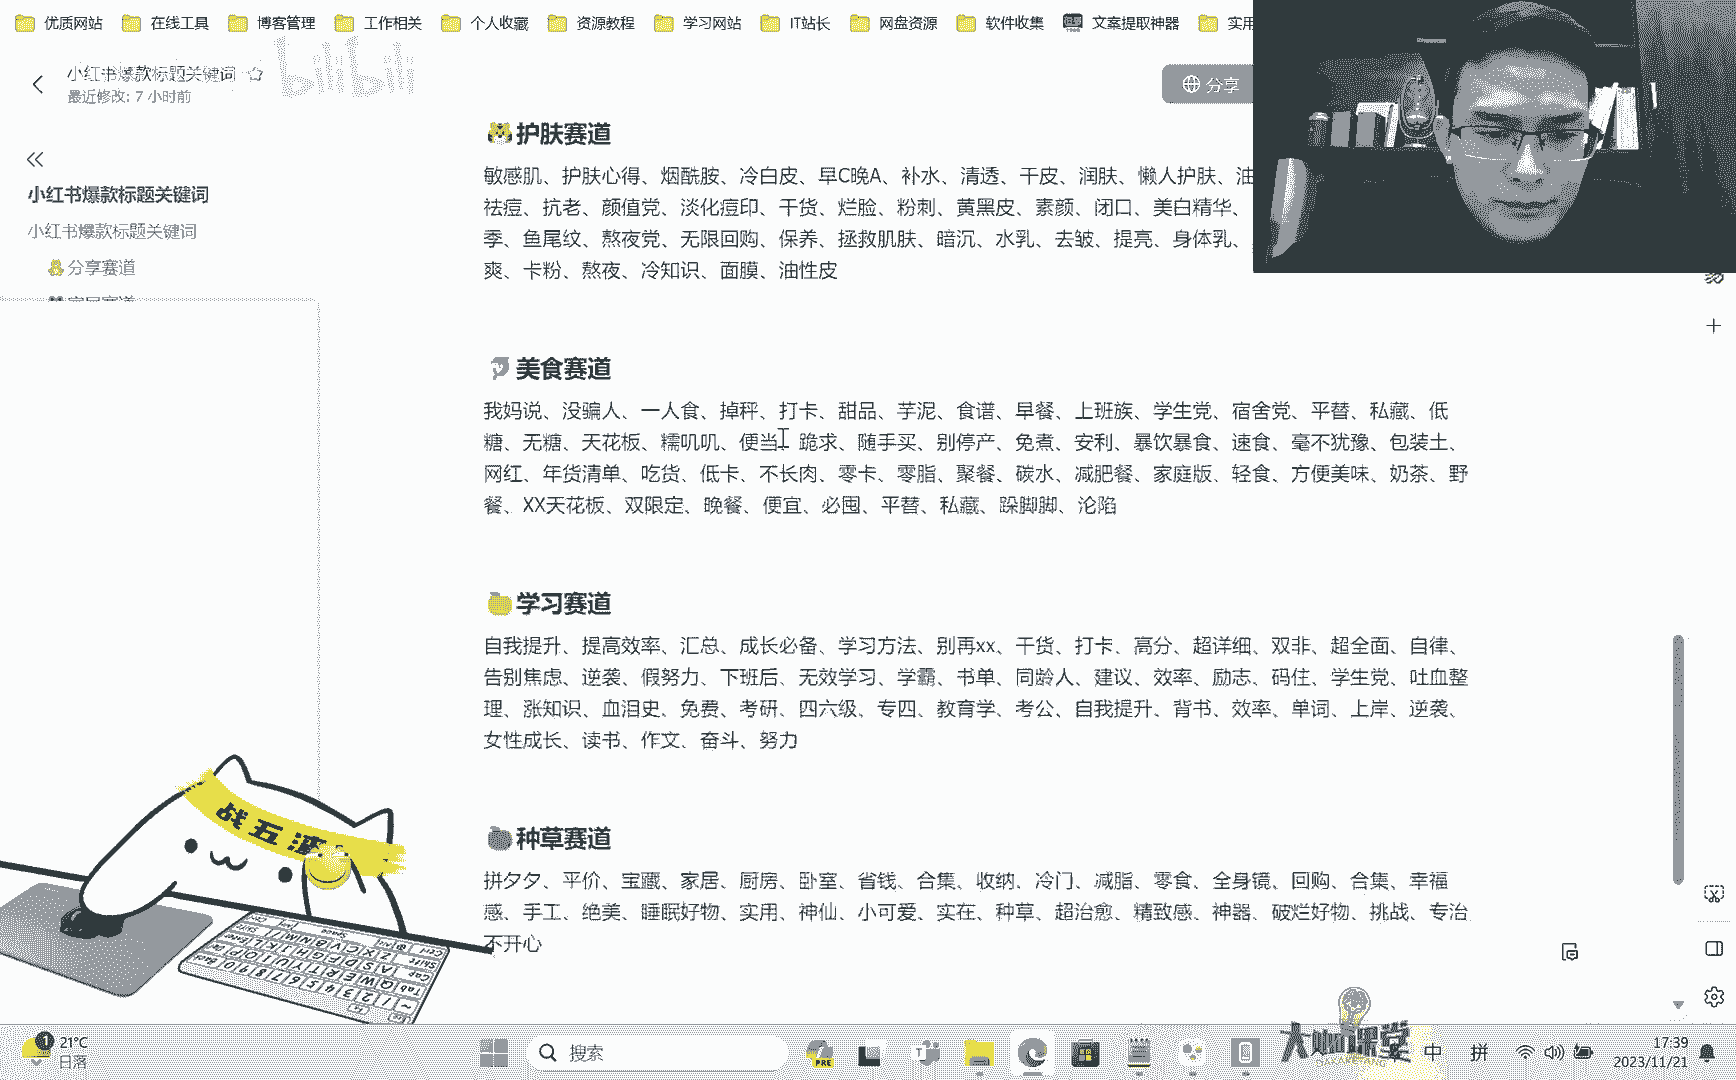 优质网站 在线工具 博客管理 工作相关 个人收藏 资源教程 学习网站 IT站长 网盘资源 软件收集 文案提取神器 实用
小红书爆款标题关键词
bilibili
最近修改: 7 小时前
分享
小红书爆款标题关键词
小红书爆款标题关键词
分享赛道
护肤赛道
敏感肌、护肤心得、烟酰胺、冷白皮、早C晚A、补水、清透、干皮、润肤、懒人护肤、油
祛痘、抗老、颜值党、淡化痘印、干货、烂脸、粉刺、黄黑皮、素颜、闭口、美白精华、
季、鱼尾纹、熬夜党、无限回购、保养、拯救肌肤、暗沉、水乳、去皱、提亮、身体乳、
爽、卡粉、熬夜、冷知识、面膜、油性皮
美食赛道
我妈说、没骗人、一人食、掉秤、打卡、甜品、芋泥、食谱、早餐、上班族、学生党、宿舍党、平替、私藏、低
糖、无糖、天花板、糯叽叽、便当、跪求、随手买、别停产、免煮、安利、暴饮暴食、速食、毫不犹豫、包装土、
网红、年货清单、吃货、低卡、不长肉、零卡、零脂、聚餐、碳水、减肥餐、家庭版、轻食、方便美味、奶茶、野
餐、XX天花板、双限定、晚餐、便宜、必囤、平替、私藏、跺脚脚、沦陷
学习赛道
自我提升、提高效率、汇总、成长必备、学习方法、别再xx、干货、打卡、高分、超详细、双非、超全面、自律、
告别焦虑、逆袭、假努力、下班后、无效学习、学霸、书单、同龄人、建议、效率、励志、码住、学生党、吐血整
理、涨知识、血泪史、免费、考研、四六级、专四、教育学、考公、自我提升、背书、效率、单词、上岸、逆袭、
女性成长、读书、作文、奋斗、努力
种草赛道
拼夕夕、平价、宝藏、家居、厨房、卧室、省钱、合集、收纳、冷门、减脂、零食、全身镜、回购、合集、幸福
感、手工、绝美、睡眠好物、实用、神仙、小可爱、实在、种草、超治愈、精致感、神器、破烂好物、挑战、专治
不开心
战五渣
大咖课堂
1
21°C
日落
搜索
PRE
中 拼
17:39
2023/11/21